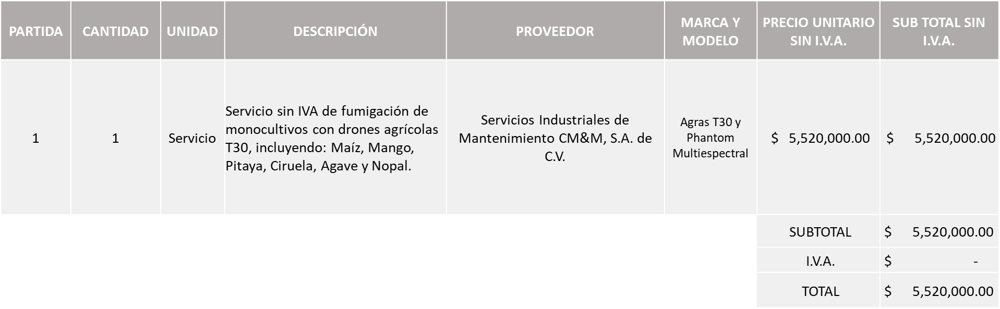 PARTIDA CANTIDAD UNIDAD DESCRIPCIÓN PROVEEDOR MARCA Y MODELO PRECIO UNITARIO SIN I.V.A. SUB TOTAL SIN I.V.A.
1 1 Servicio
Servicio sin IVA de fumigación de
monocultivos con drones agrícolas
T30, incluyendo: Maíz, Mango,
Pitaya, Ciruela, Agave y Nopal.
Servicios Industriales de
Mantenimiento CM&M, S.A. de
C.V.
Agras T30 y
Phantom
Multiespectral
$ 5,520,000.00 $ 5,520,000.00
SUBTOTAL $ 5,520,000.00
I.V.A. $ -
TOTAL $ 5,520,000.00